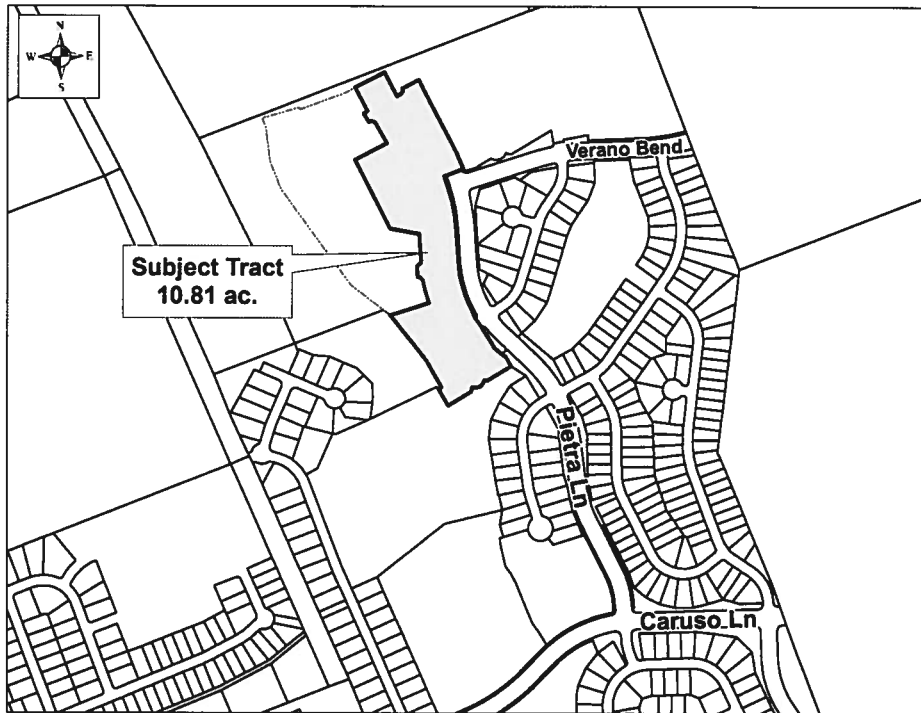 N
W E
S
Verano Bend
Subject Tract
10.81 ac.
Pietra Ln
Caruso Ln